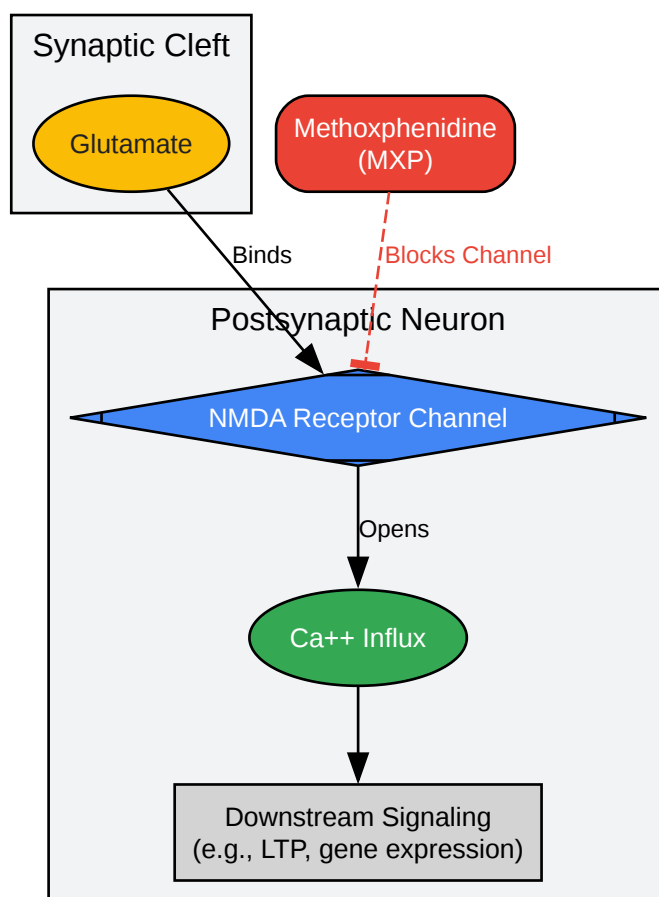 Synaptic Cleft
Glutamate
Methoxphenidine
(MXP)
Binds
Blocks Channel
Postsynaptic Neuron
NMDA Receptor Channel
Opens
Ca++ Influx
Downstream Signaling
(e.g., LTP, gene expression)